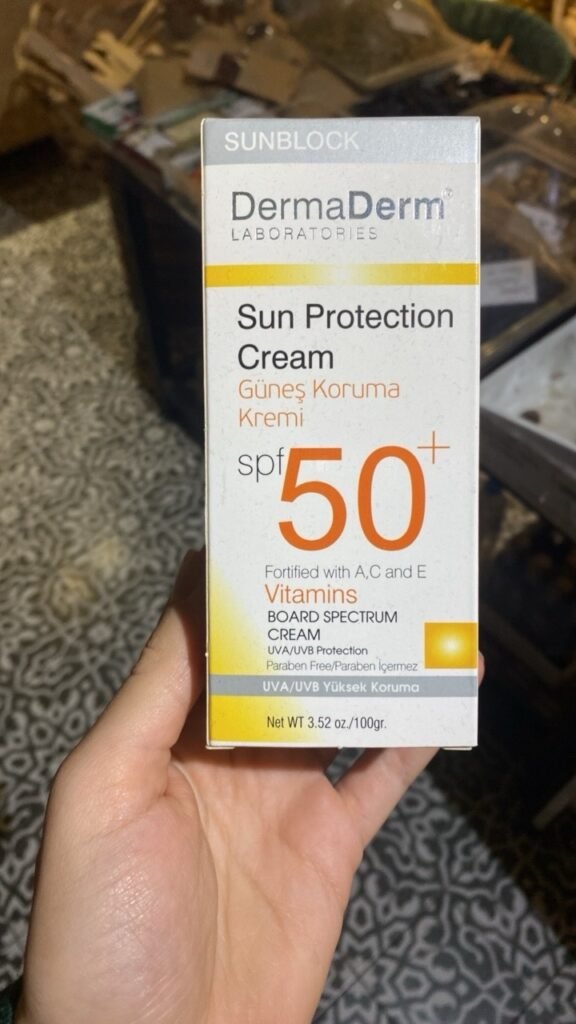 SUNBLOCK
DermaDerm®
LABORATORIES
Sun Protection
Cream
Güneş Koruma
Kremi
spf 50+
Fortified with A,C and E
Vitamins
BOARD SPECTRUM
CREAM
UVA/UVB Protection
Paraben Free/Paraben İçermez
UVA/UVB Yüksek Koruma
Net WT 3.52 oz./100gr.